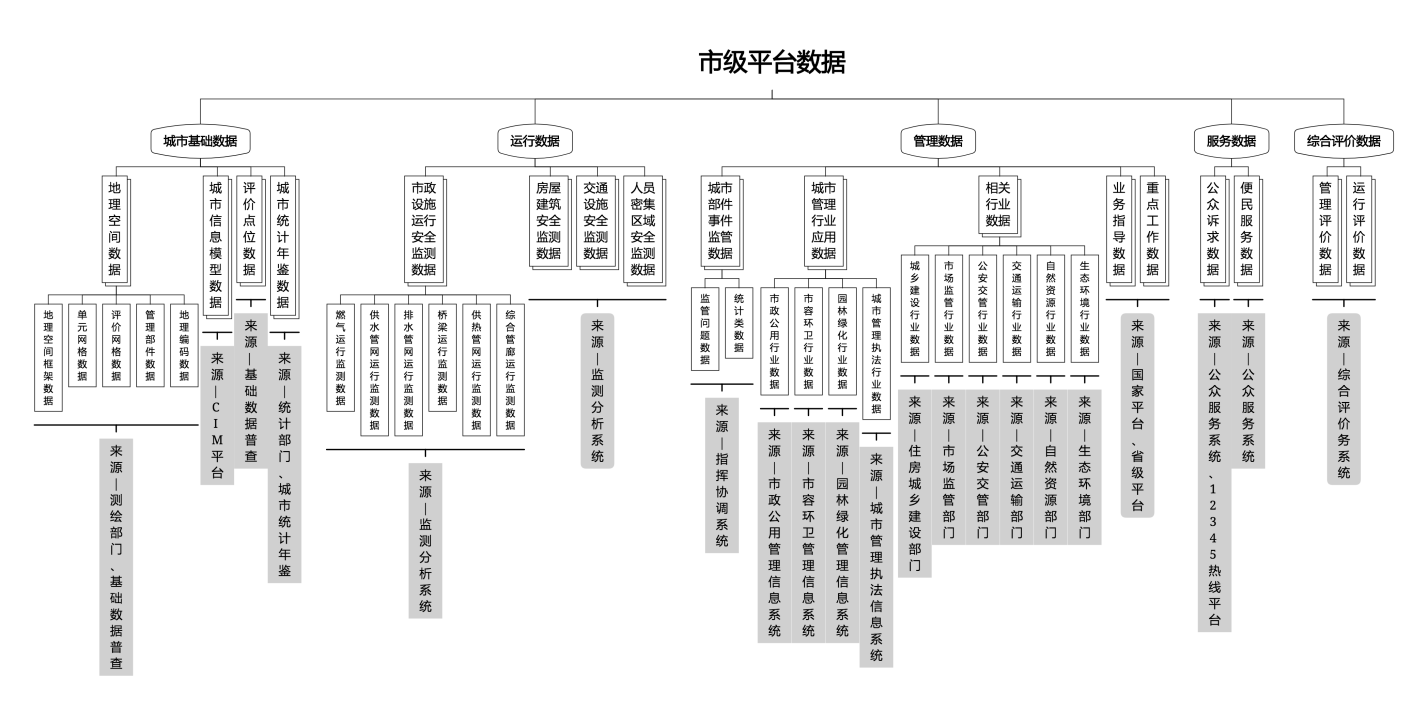 市级平台数据
城市基础数据
运行数据
管理数据
服务数据
综合评价数据
地理空间数据
城市信息模型数据
评价点位数据
城市统计年鉴数据
市政设施运行安全监测数据
房屋建筑安全监测数据
交通设施安全监测数据
人员密集区域安全监测数据
城市部件事件监管数据
城市管理行业应用数据
相关行业数据
业务指导数据
重点工作数据
公众诉求数据
便民服务数据
管理评价数据
运行评价数据
地理空间框架数据
单元网格数据
评价网格数据
管理部件数据
地理编码数据
燃气运行监测数据
供水管网运行监测数据
排水管网运行监测数据
桥梁运行监测数据
供热管网运行监测数据
综合管廊运行监测数据
监管问题数据
统计类数据
市政公用行业数据
市容环卫行业数据
园林绿化行业数据
城市管理执法行业数据
城乡建设行业数据
市场监管行业数据
公安交管行业数据
交通运输行业数据
自然资源行业数据
生态环境行业数据
来源—测绘部门、基础数据普查
来源—CIM平台
来源—基础数据普查
来源—统计部门、城市统计年鉴
来源—监测分析系统
来源—监测分析系统
来源—指挥协调系统
来源—市政公用管理信息系统
来源—市容环卫管理信息系统
来源—园林绿化管理信息系统
来源—城市管理执法信息系统
来源—住房城乡建设部门
来源—市场监管部门
来源—公安交管部门
来源—交通运输部门
来源—自然资源部门
来源—生态环境部门
来源—国家平台、省级平台
来源—公众服务系统、12345热线平台
来源—公众服务系统
来源—综合评价务系统